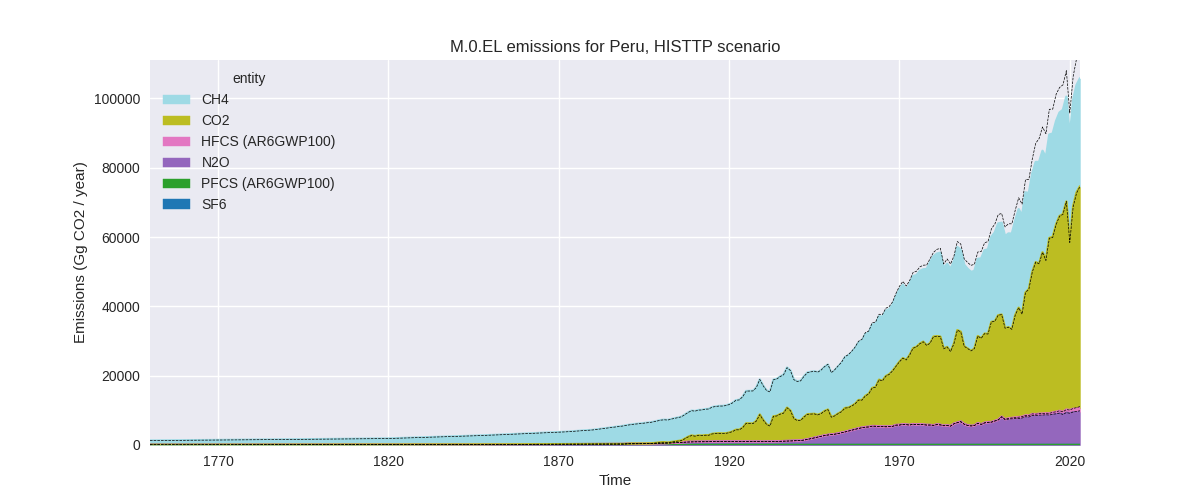 M.0.EL emissions for Peru, HISTTP scenario
Emissions (Gg CO2 / year)
100000
80000
60000
40000
20000
0
entity
CH4
CO2
HFCS (AR6GWP100)
N2O
PFCS (AR6GWP100)
SF6
1770
1820
1870
1920
1970
2020
Time